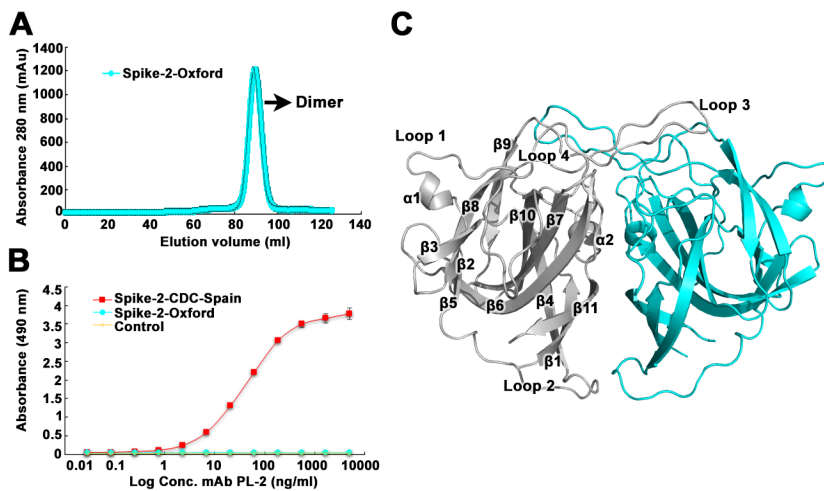 A
Absorbance 280 nm (mAu)
1400
1200
1000
800
600
400
200
0
Spike-2-Oxford
Dimer
0 20 40 60 80 100 120 140
Elution volume (ml)
B
Absorbance (490 nm)
4.5
4
3.5
3
2.5
2
1.5
1
0.5
0
Spike-2-CDC-Spain
Spike-2-Oxford
Control
0.01 0.1 1 10 100 1000 10000
Log Conc. mAb PL-2 (ng/ml)
C
Loop 3
Loop 1
β9
Loop 4
α1
β8
β10
β7
β3
β2
α2
β5
β6
β4
β11
β1
Loop 2